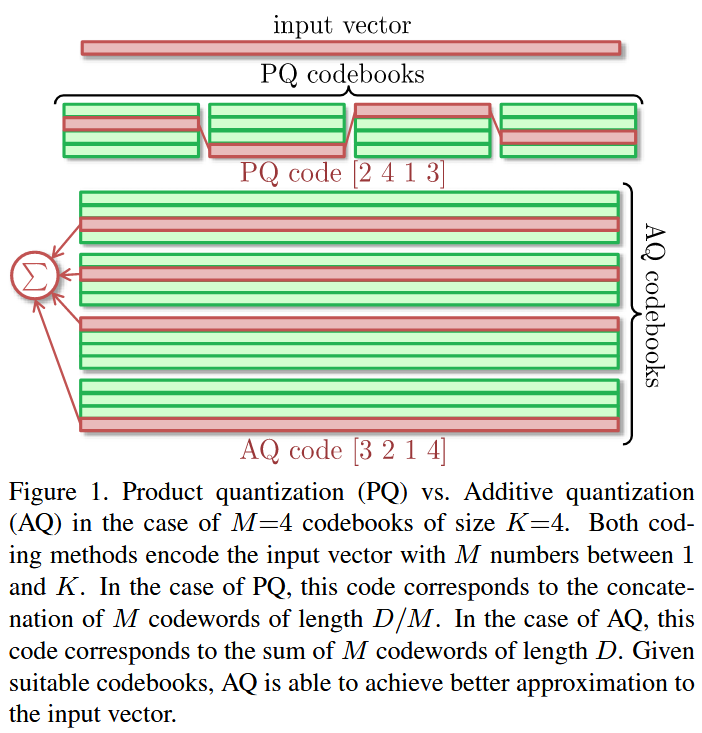 input vector
PQ codebooks
PQ code [2 4 1 3]
AQ codebooks
Σ
AQ code [3 2 1 4]
Figure 1. Product quantization (PQ) vs. Additive quantization
(AQ) in the case of M=4 codebooks of size K=4. Both cod-
ing methods encode the input vector with M numbers between 1
and K. In the case of PQ, this code corresponds to the concate-
nation of M codewords of length D/M. In the case of AQ, this
code corresponds to the sum of M codewords of length D. Given
suitable codebooks, AQ is able to achieve better approximation to
the input vector.